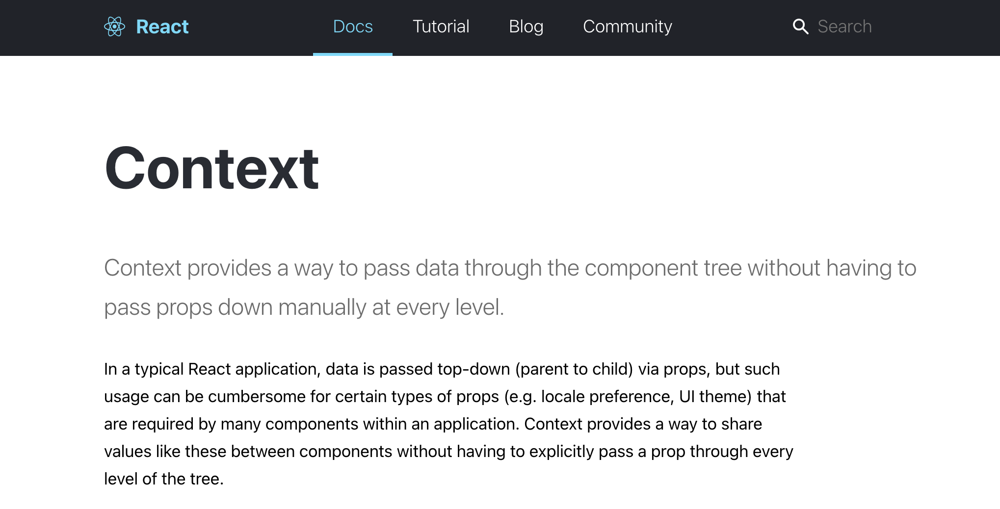 React
Docs
Tutorial
Blog
Community
Search
Context
Context provides a way to pass data through the component tree without having to
pass props down manually at every level.
In a typical React application, data is passed top-down (parent to child) via props, but such
usage can be cumbersome for certain types of props (e.g. locale preference, UI theme) that
are required by many components within an application. Context provides a way to share
values like these between components without having to explicitly pass a prop through every
level of the tree.